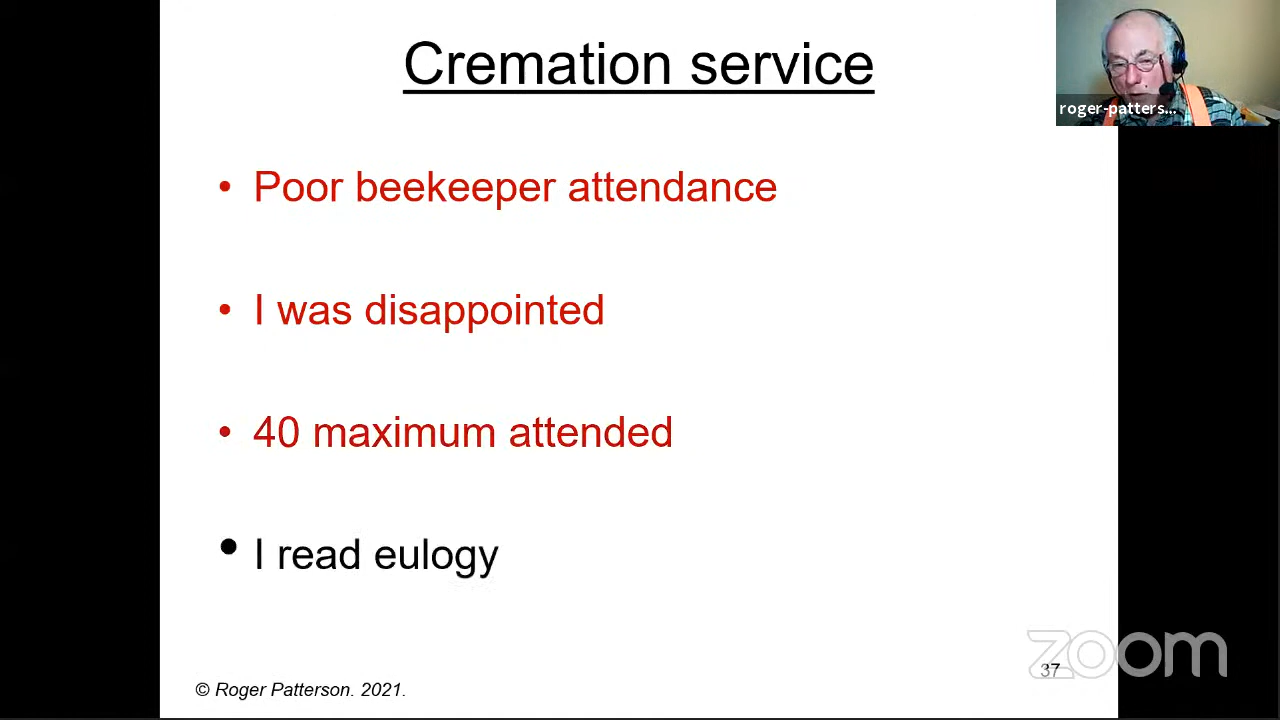 Cremation service
roger-patters...
• Poor beekeeper attendance
• I was disappointed
• 40 maximum attended
• I read eulogy
zoom
37
© Roger Patterson. 2021.